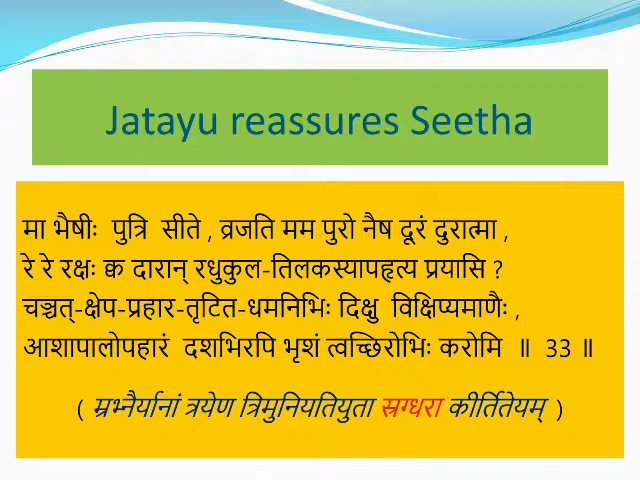 Jatayu reassures Seetha
मा भैषीः पुत्रि सीते , व्रजति मम पुरो नैष दूरं दुरात्मा ,
रे रे रक्षः क्व दारान् रधुकुल-तिलकस्यापहृत्य प्रयासि ?
चञ्चत्-क्षेप-प्रहार-तृटित-धमनिभिः दिक्षु विक्षिप्यमाणैः ,
आशापालोपहारं दशभिरपि भृशं त्वच्छिरोभिः करोमि ॥ 33 ॥
( म्रभ्नैर्यानां त्रयेण त्रिमुनियतियुता स्रग्धरा कीर्तितेयम् )